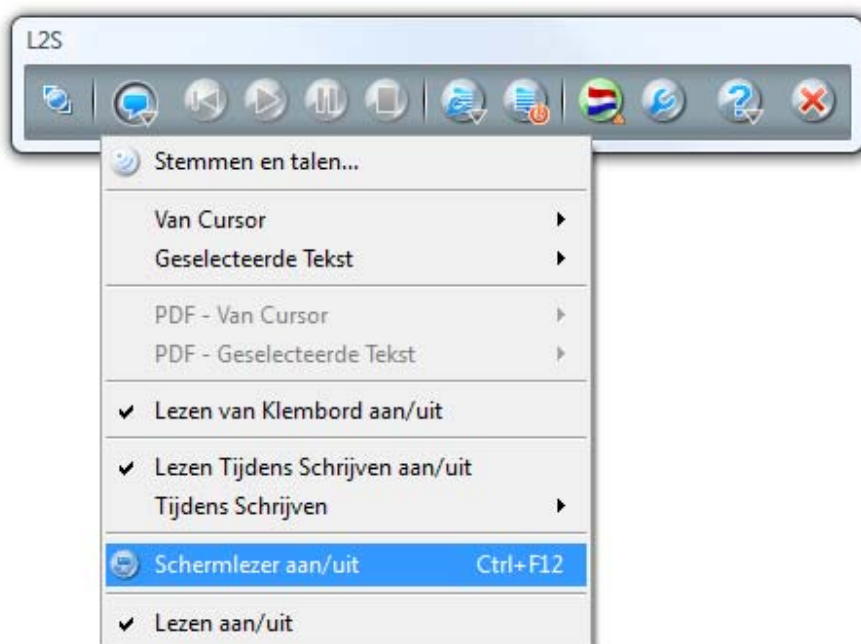 L2S
Stemmen en talen...
Van Cursor
Geselecteerde Tekst
PDF - Van Cursor
PDF - Geselecteerde Tekst
Lezen van Klembord aan/uit
Lezen Tijdens Schrijven aan/uit
Tijdens Schrijven
Schermlezer aan/uit Ctrl+F12
Lezen aan/uit